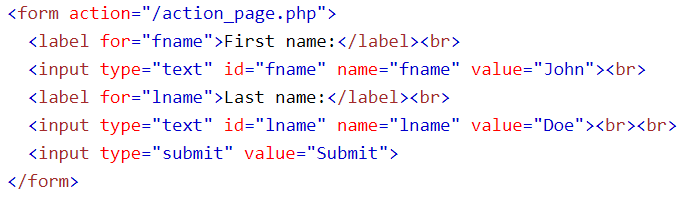 <form action="/action_page.php">
  <label for="fname">First name:</label><br>
  <input type="text" id="fname" name="fname" value="John"><br>
  <label for="lname">Last name:</label><br>
  <input type="text" id="lname" name="lname" value="Doe"><br><br>
  <input type="submit" value="Submit">
</form>